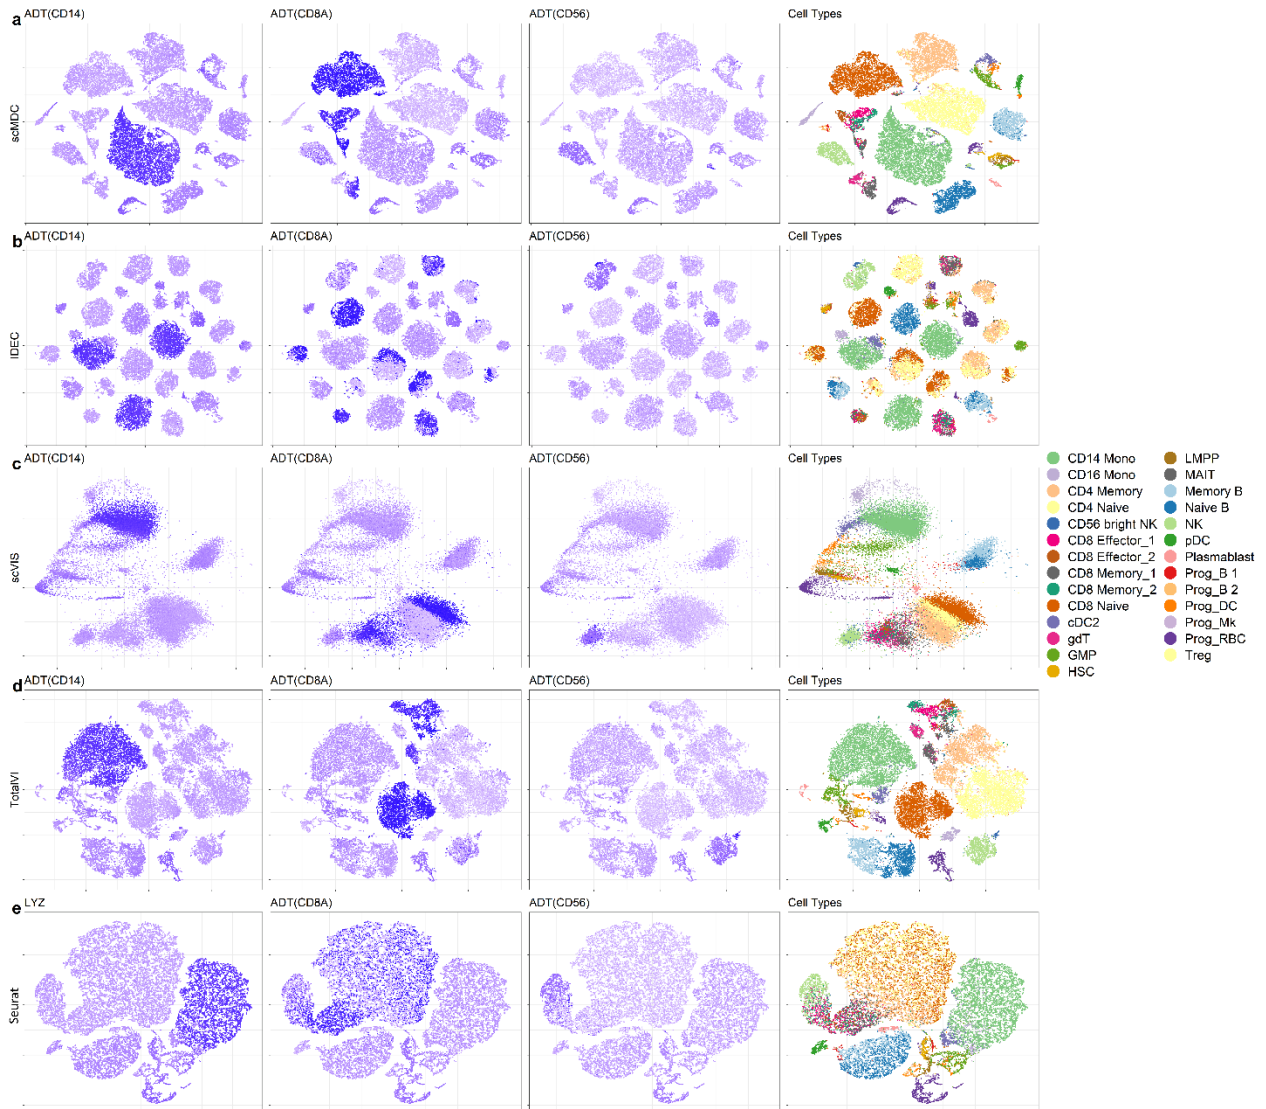 a ADT(CD14) ADT(CD8A) ADT(CD56) Cell Types
scMDC
b ADT(CD14) ADT(CD8A) ADT(CD56) Cell Types
IDEC
c ADT(CD14) ADT(CD8A) ADT(CD56) Cell Types
scVIS
d ADT(CD14) ADT(CD8A) ADT(CD56) Cell Types
TotalVI
e LYZ ADT(CD8A) ADT(CD56) Cell Types
Seurat
CD14 Mono
CD16 Mono
CD4 Memory
CD4 Naive
CD56 bright NK
CD8 Effector_1
CD8 Effector_2
CD8 Memory_1
CD8 Memory_2
CD8 Naive
cDC2
gdT
GMP
HSC
LMPP
MAIT
Memory B
Naive B
NK
pDC
Plasmablast
Prog_B 1
Prog_B 2
Prog_DC
Prog_Mk
Prog_RBC
Treg